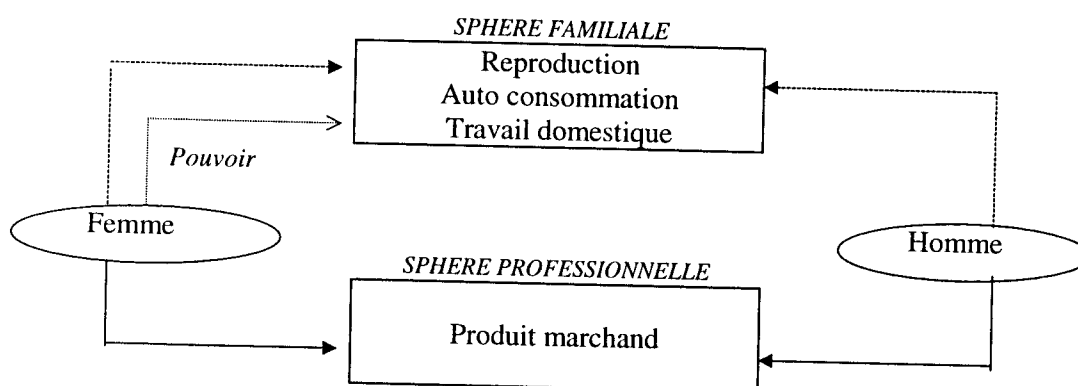 SPHERE FAMILIALE
Reproduction
Auto consommation
Travail domestique
Pouvoir
Femme
Homme
SPHERE PROFESSIONNELLE
Produit marchand